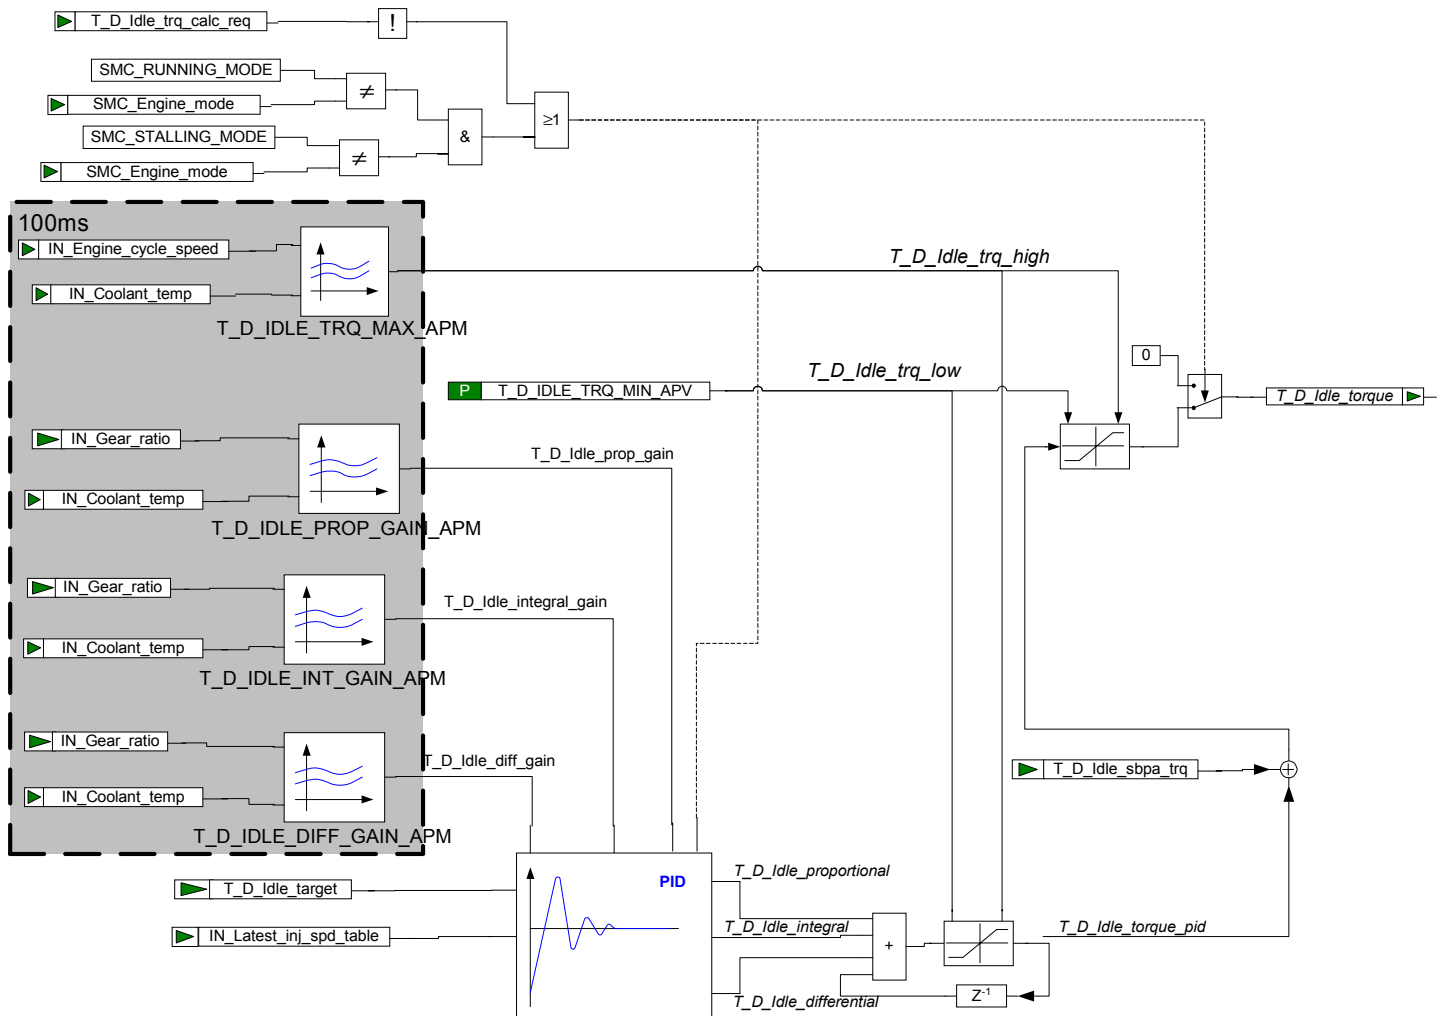 T_D_Idle_trq_calc_req
!
SMC_RUNNING_MODE
≠
SMC_Engine_mode
≥1
SMC_STALLING_MODE
&
≠
SMC_Engine_mode
100ms
IN_Engine_cycle_speed
T_D_Idle_trq_high
IN_Coolant_temp
T_D_IDLE_TRQ_MAX_APM
0
T_D_Idle_trq_low
P
T_D_IDLE_TRQ_MIN_APV
T_D_Idle_torque
IN_Gear_ratio
T_D_Idle_prop_gain
IN_Coolant_temp
T_D_IDLE_PROP_GAIN_APM
IN_Gear_ratio
T_D_Idle_integral_gain
IN_Coolant_temp
T_D_IDLE_INT_GAIN_APM
IN_Gear_ratio
T_D_Idle_diff_gain
T_D_Idle_sbpa_trq
+
IN_Coolant_temp
T_D_IDLE_DIFF_GAIN_APM
PID
T_D_Idle_proportional
T_D_Idle_target
T_D_Idle_integral
T_D_Idle_torque_pid
IN_Latest_inj_spd_table
+
T_D_Idle_differential
Z-1